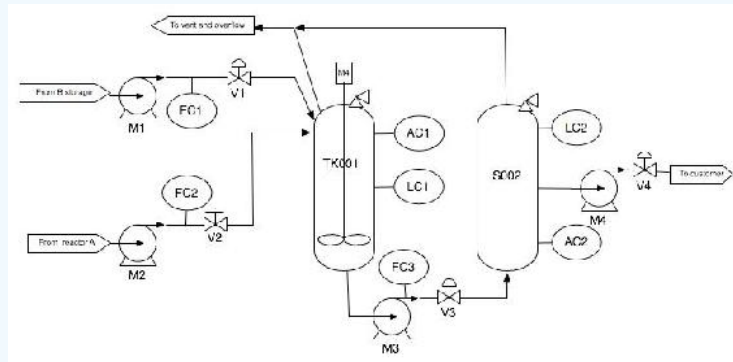 To vent and overflow
M4
From B storage
V1
FC1
M1
AC1
LC2
TK001
FC2
LC1
S002
V4
To customer
M4
From reactor A
V2
AC2
M2
FC3
V3
M3